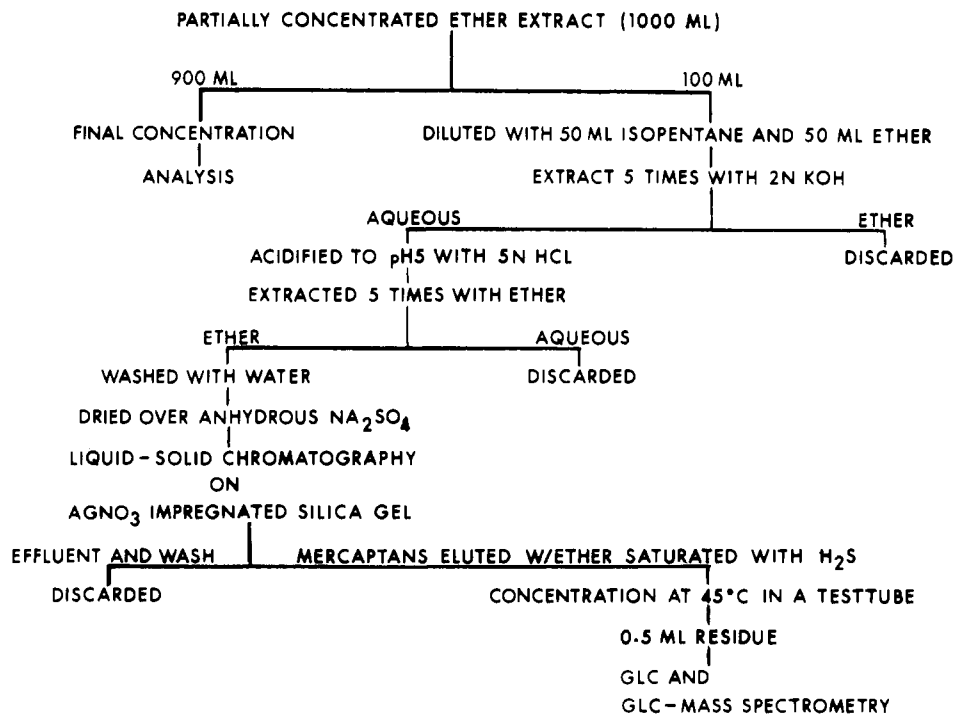 PARTIALLY CONCENTRATED ETHER EXTRACT (1000 ML)
900 ML
100 ML
FINAL CONCENTRATION
DILUTED WITH 50 ML ISOPENTANE AND 50 ML ETHER
ANALYSIS
EXTRACT 5 TIMES WITH 2N KOH
AQUEOUS
ETHER
ACIDIFIED TO pH5 WITH 5N HCL
DISCARDED
EXTRACTED 5 TIMES WITH ETHER
ETHER
AQUEOUS
WASHED WITH WATER
DISCARDED
DRIED OVER ANHYDROUS NA₂SO₄
LIQUID-SOLID CHROMATOGRAPHY
ON
AGNO₃ IMPREGNATED SILICA GEL
EFFLUENT AND WASH
MERCAPTANS ELUTED W/ETHER SATURATED WITH H₂S
DISCARDED
CONCENTRATION AT 45°C IN A TESTTUBE
0.5 ML RESIDUE
GLC AND
GLC-MASS SPECTROMETRY